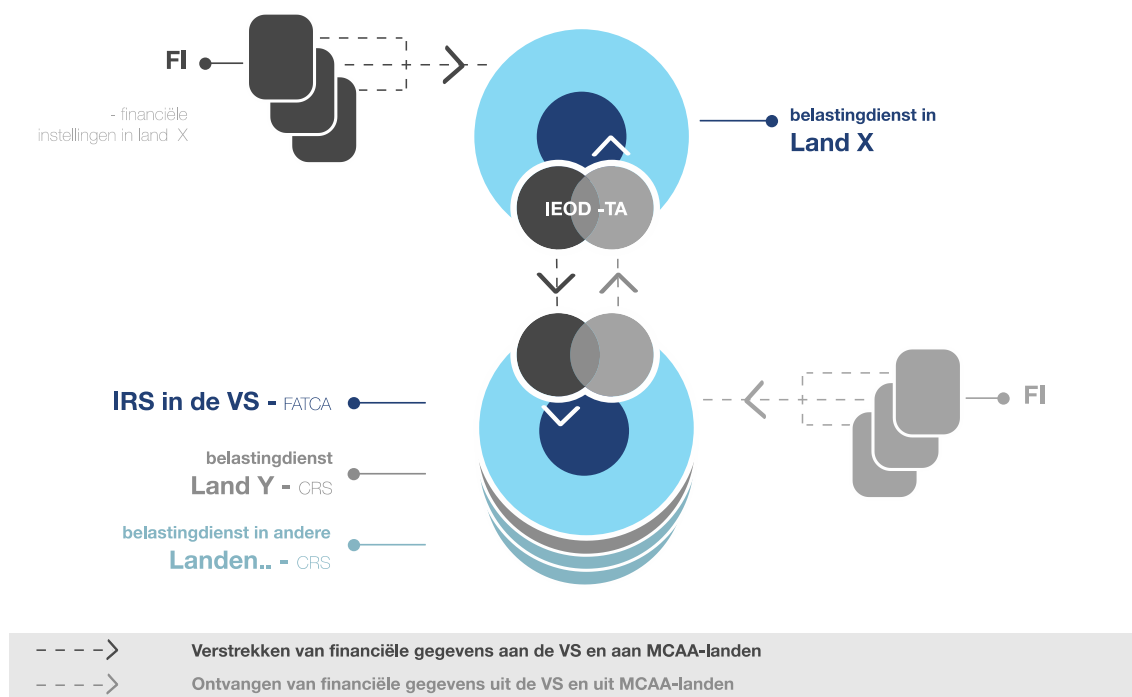 FI
- financiële
instellingen in land X
belastingdienst in
Land X
IEOD -TA
IRS in de VS - FATCA
belastingdienst
Land Y - CRS
belastingdienst in andere
Landen.. - CRS
FI
Verstrekken van financiële gegevens aan de VS en aan MCAA-landen
Ontvangen van financiële gegevens uit de VS en uit MCAA-landen